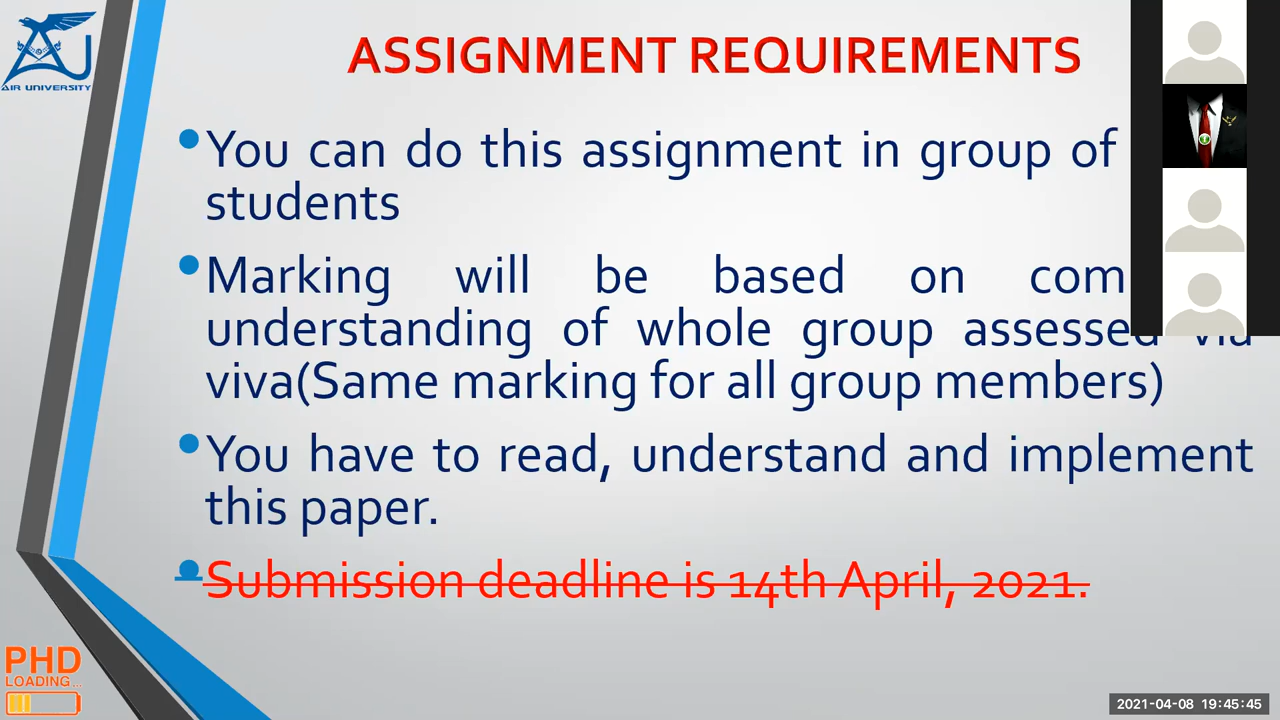 AIR UNIVERSITY
ASSIGNMENT REQUIREMENTS
You can do this assignment in group of
students
Marking will be based on
understanding of whole group assessed via
viva(Same marking for all group members)
You have to read, understand and implement
this paper.
Submission deadline is 14th April, 2021.
PHD
LOADING...
2021-04-08 19:45:45